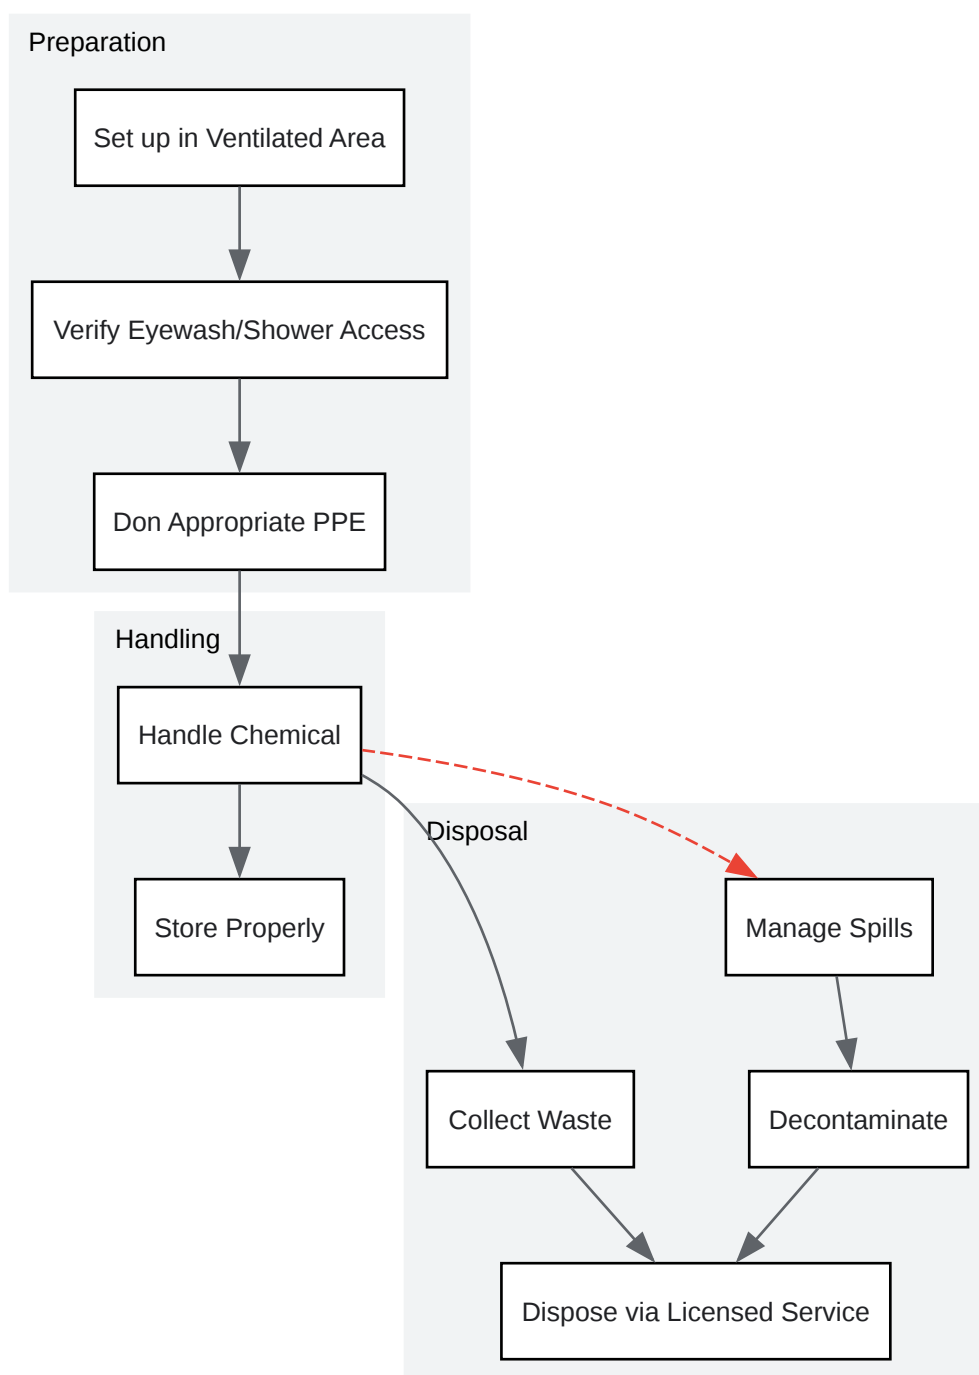 Preparation
Set up in Ventilated Area
Verify Eyewash/Shower Access
Don Appropriate PPE
Handling
Handle Chemical
Disposal
Store Properly
Manage Spills
Collect Waste
Decontaminate
Dispose via Licensed Service